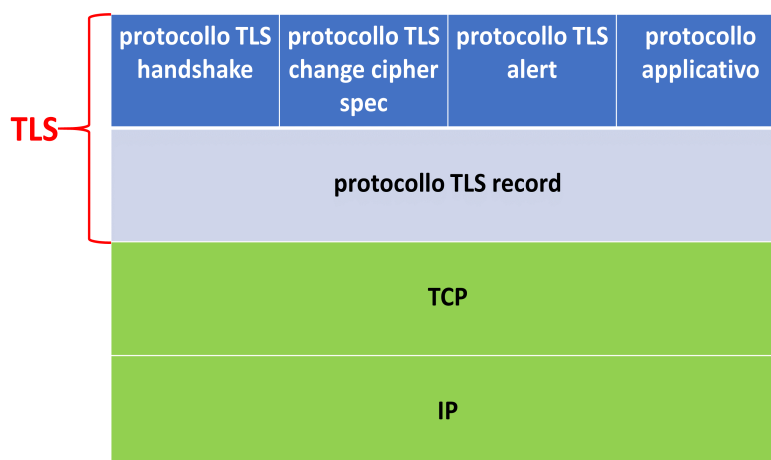 protocollo TLS
handshake
protocollo TLS
change cipher
spec
protocollo TLS
alert
protocollo
applicativo
TLS
protocollo TLS record
TCP
IP